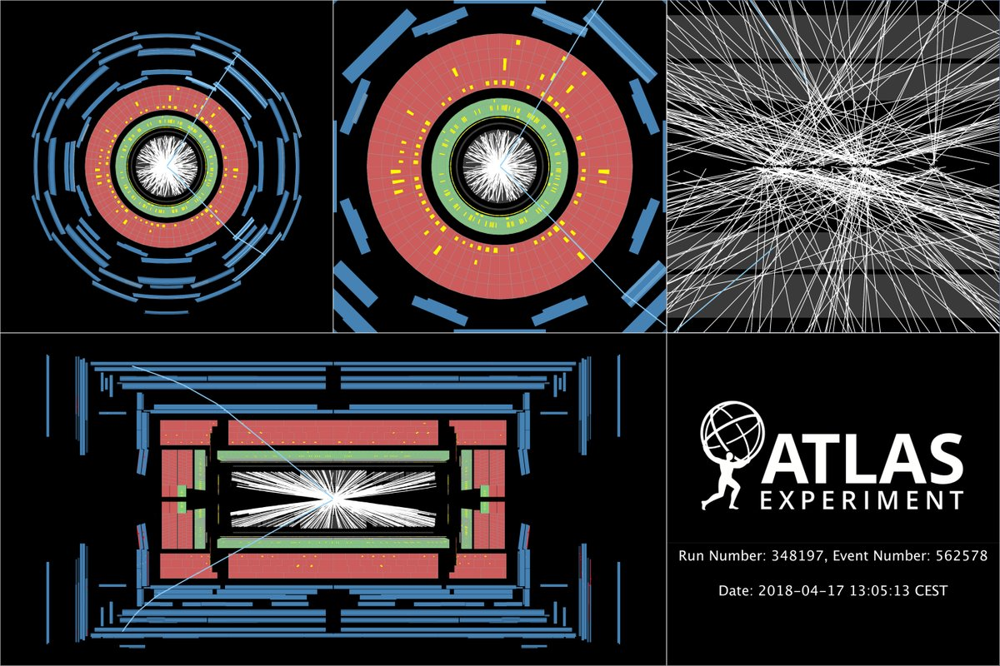 ATLAS
EXPERIMENT
Run Number: 348197, Event Number: 562578
Date: 2018-04-17 13:05:13 CEST